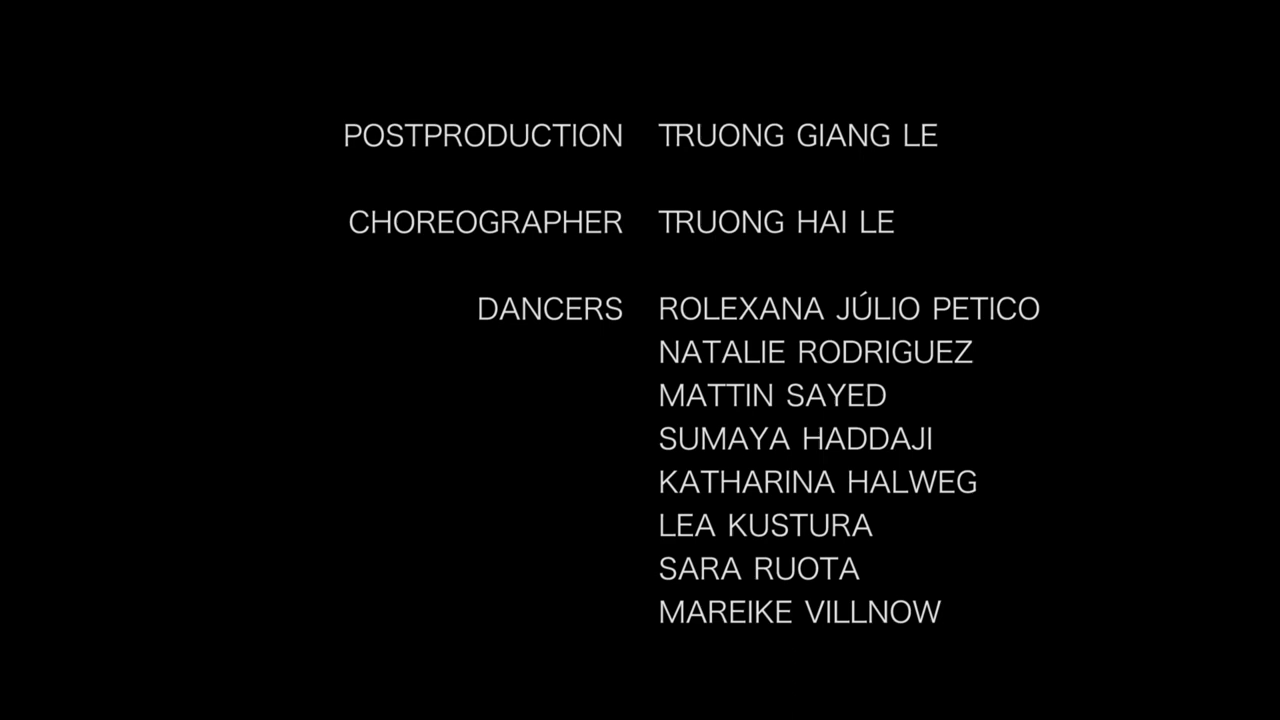 POSTPRODUCTION TRUONG GIANG LE
CHOREOGRAPHER TRUONG HAI LE
DANCERS ROLEXANA JÚLIO PETICO
NATALIE RODRIGUEZ
MATTIN SAYED
SUMAYA HADDAJI
KATHARINA HALWEG
LEA KUSTURA
SARA RUOTA
MAREIKE VILLNOW